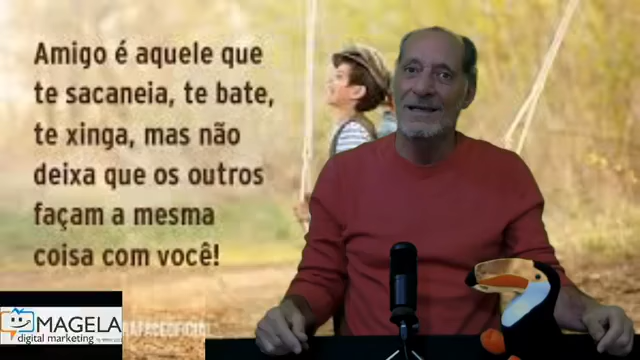 Amigo é aquele que
te sacaneia, te bate,
te xinga, mas não
deixa que os outros
façam a mesma
coisa com você!
MAGELA
digital marketing